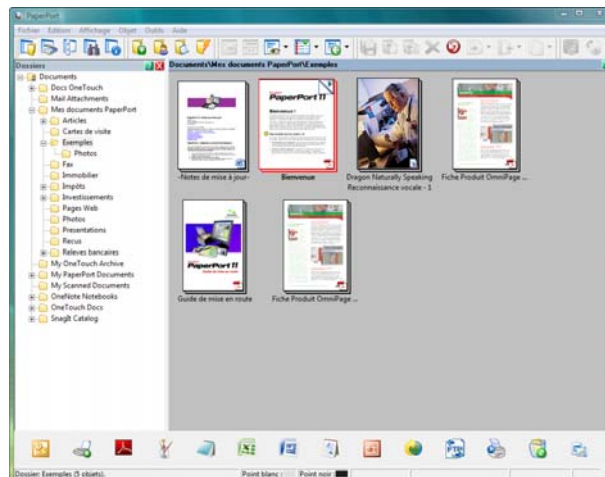 PaperPort
Fichier Edition Affichage Objet Outils Aide
Dossiers
Documents\Mes documents PaperPort\Exemples
Documents
Docs OneTouch
Mail Attachments
Mes documents PaperPort
Articles
Cartes de visite
Exemples
Photos
Fax
Immobilier
Impôts
Investissements
Pages Web
Photos
Presentations
Recus
Releves bancaires
My OneTouch Archive
My PaperPort Documents
My Scanned Documents
OneNote Notebooks
OneTouch Docs
SnagIt Catalog
PaperPort 11
Bienvenue !
-Notes de mise à jour-
Bienvenue
Dragon Naturally Speaking
Reconnaissance vocale - 1
Fiche Produit OmniPage ...
PaperPort 11
Guide de mise en route
Guide de mise en route
Fiche Produit OmniPage ...
FTP
Dossier: Exemples (5 objets).
Point blanc :
Point noir :